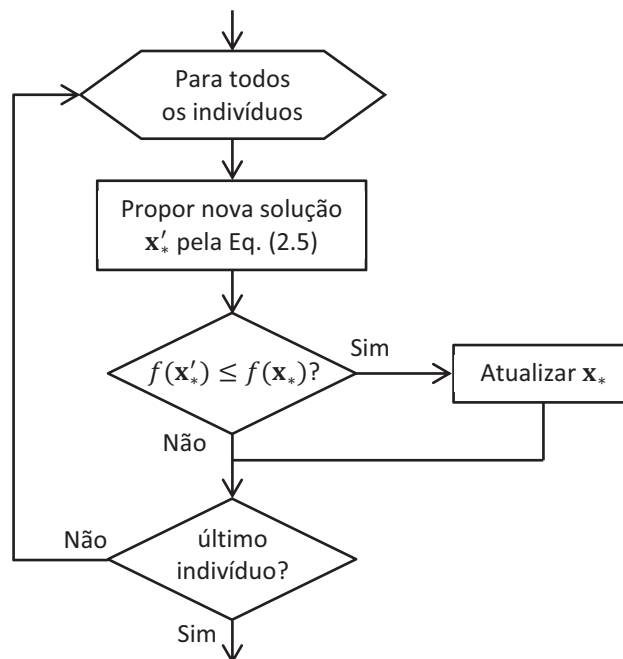 Para todos
os indivíduos
Propor nova solução
𝐱′∗ pela Eq. (2.5)
𝑓(𝐱′∗) ≤ 𝑓(𝐱∗)?
Sim
Atualizar 𝐱∗
Não
último
indivíduo?
Não
Sim